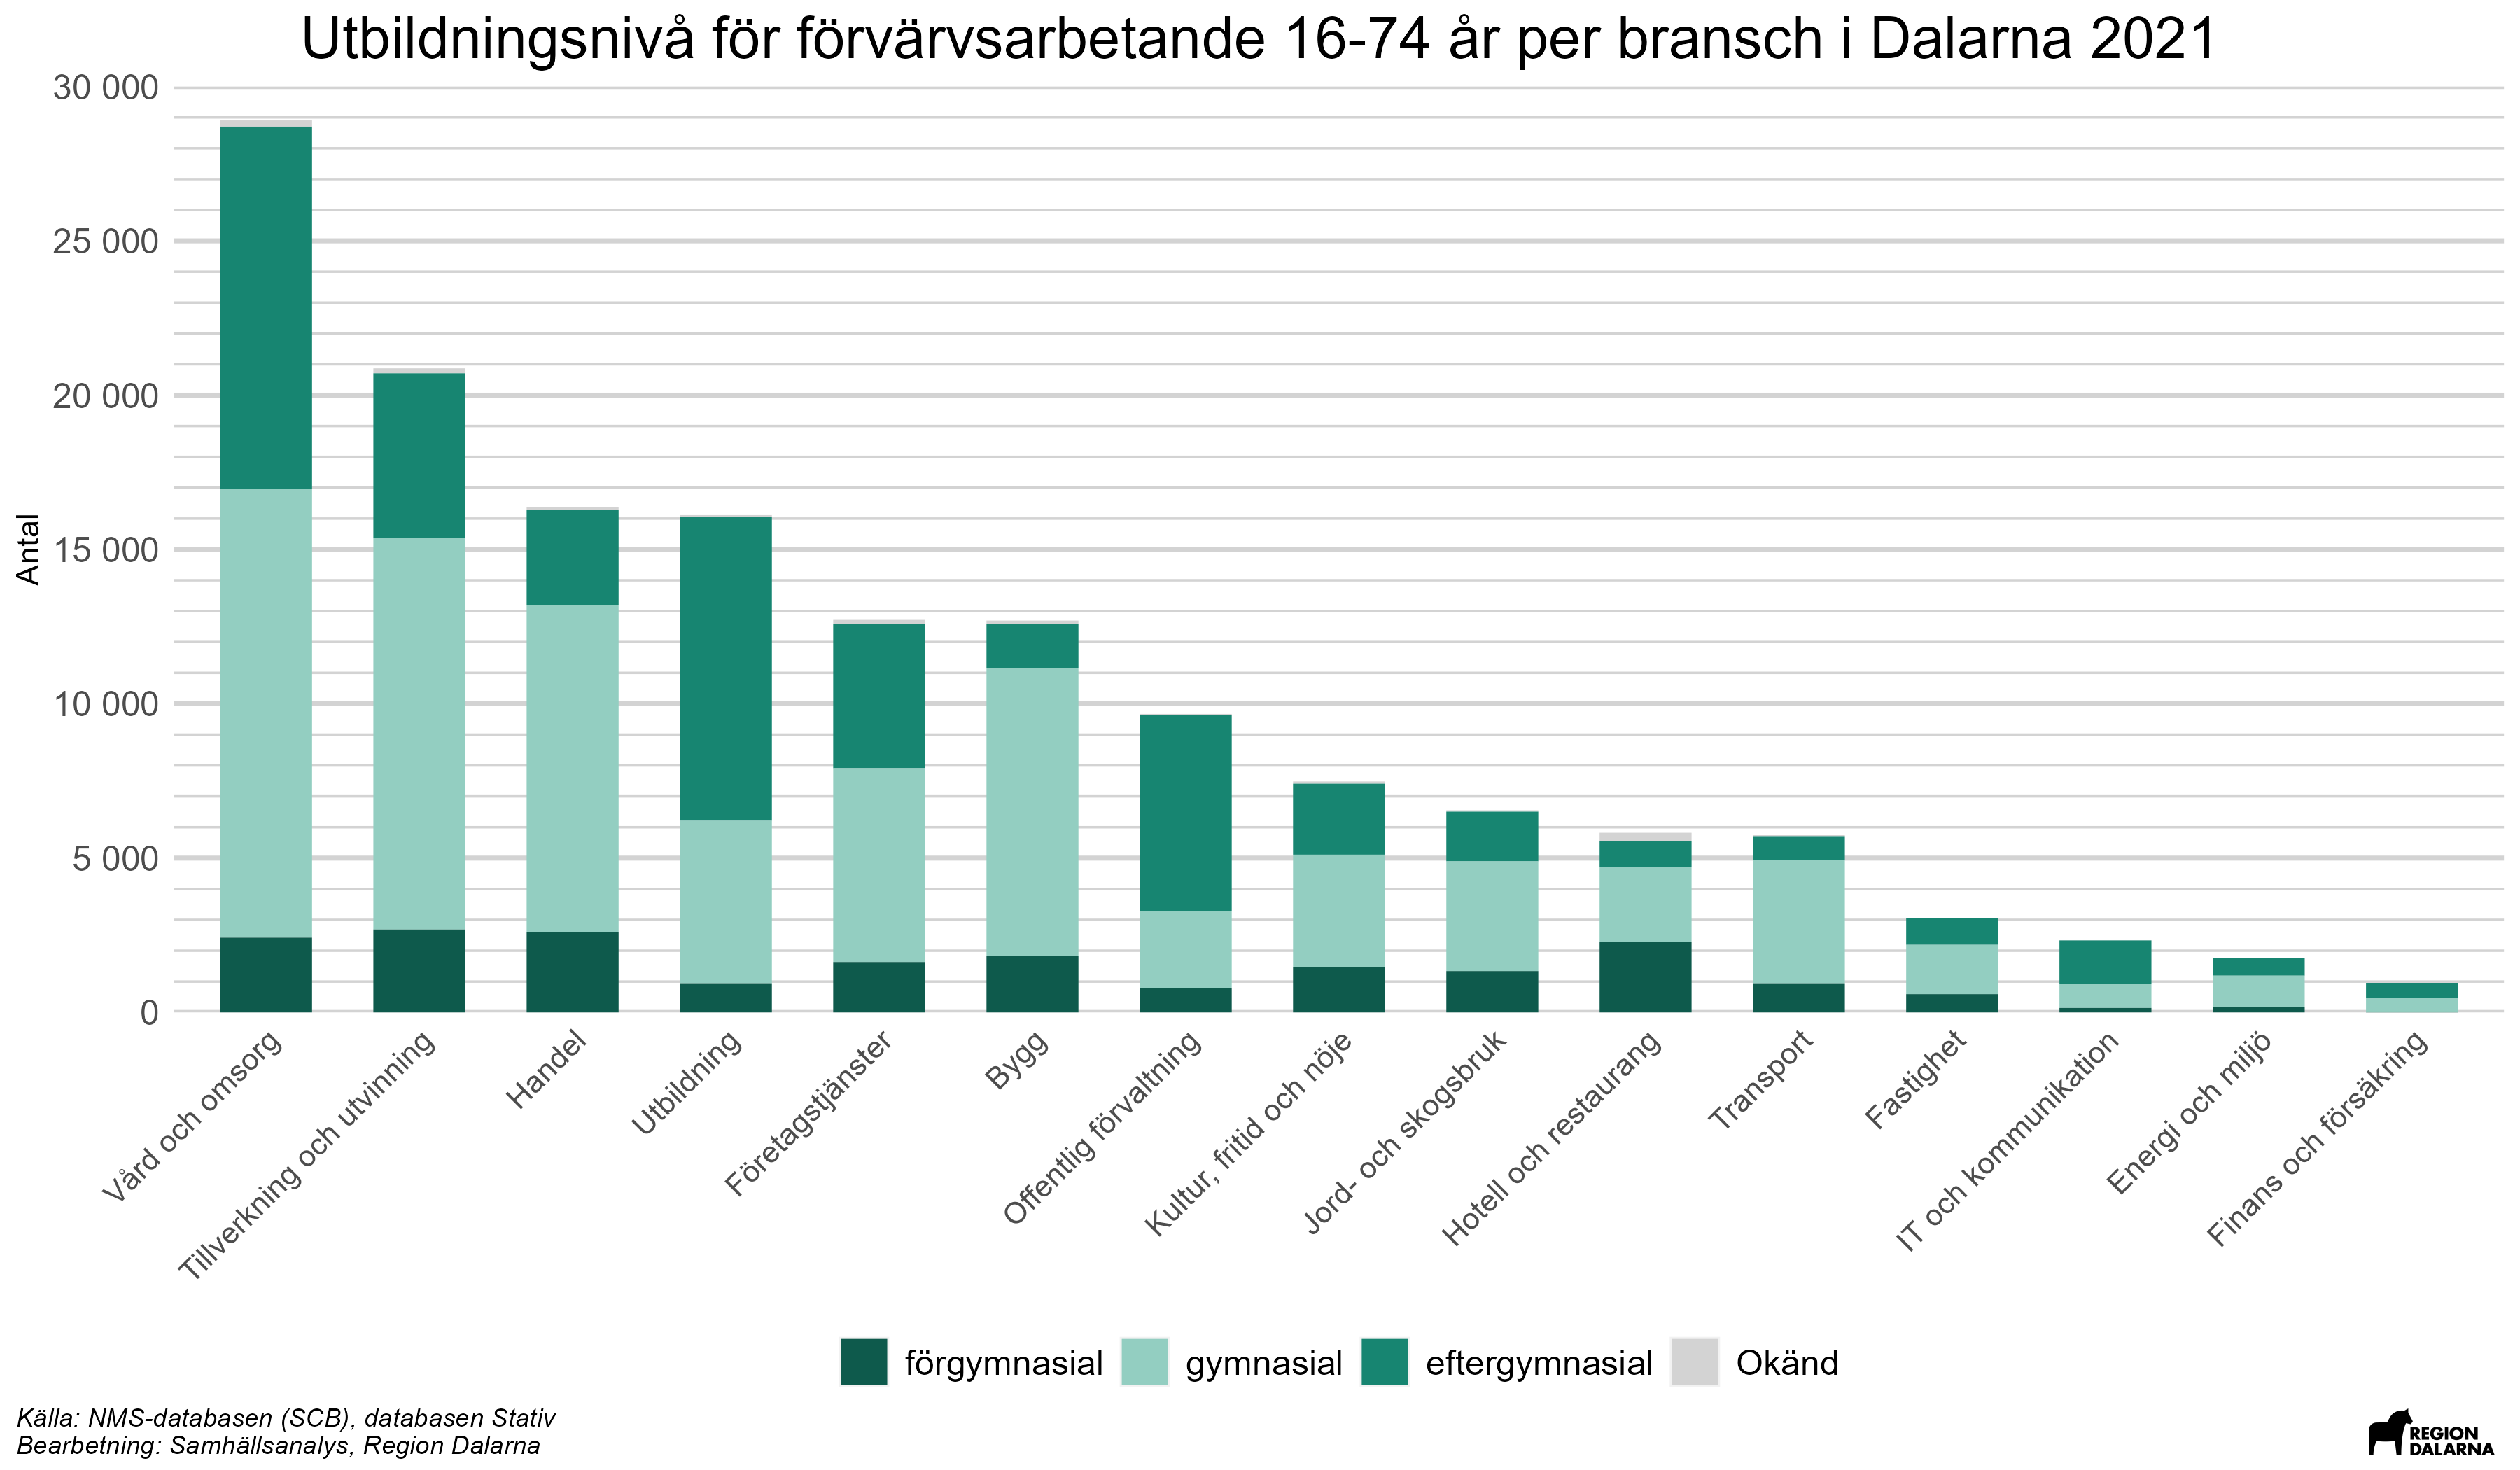 Utbildningsnivå för förvärvsarbetande 16-74 år per bransch i Dalarna 2021
30 000
25 000
20 000
15 000
10 000
5 000
0
Antal
Vård och omsorg
Tillverkning och utvinning
Handel
Utbildning
Företagstjänster
Bygg
Offentlig förvaltning
Kultur, fritid och nöje
Jord- och skogsbruk
Hotell och restaurang
Transport
Fastighet
IT och kommunikation
Energi och miljö
Finans och försäkring
förgymnasial
gymnasial
eftergymnasial
Okänd
Källa: NMS-databasen (SCB), databasen Stativ
Bearbetning: Samhällsanalys, Region Dalarna
REGION
DALARNA